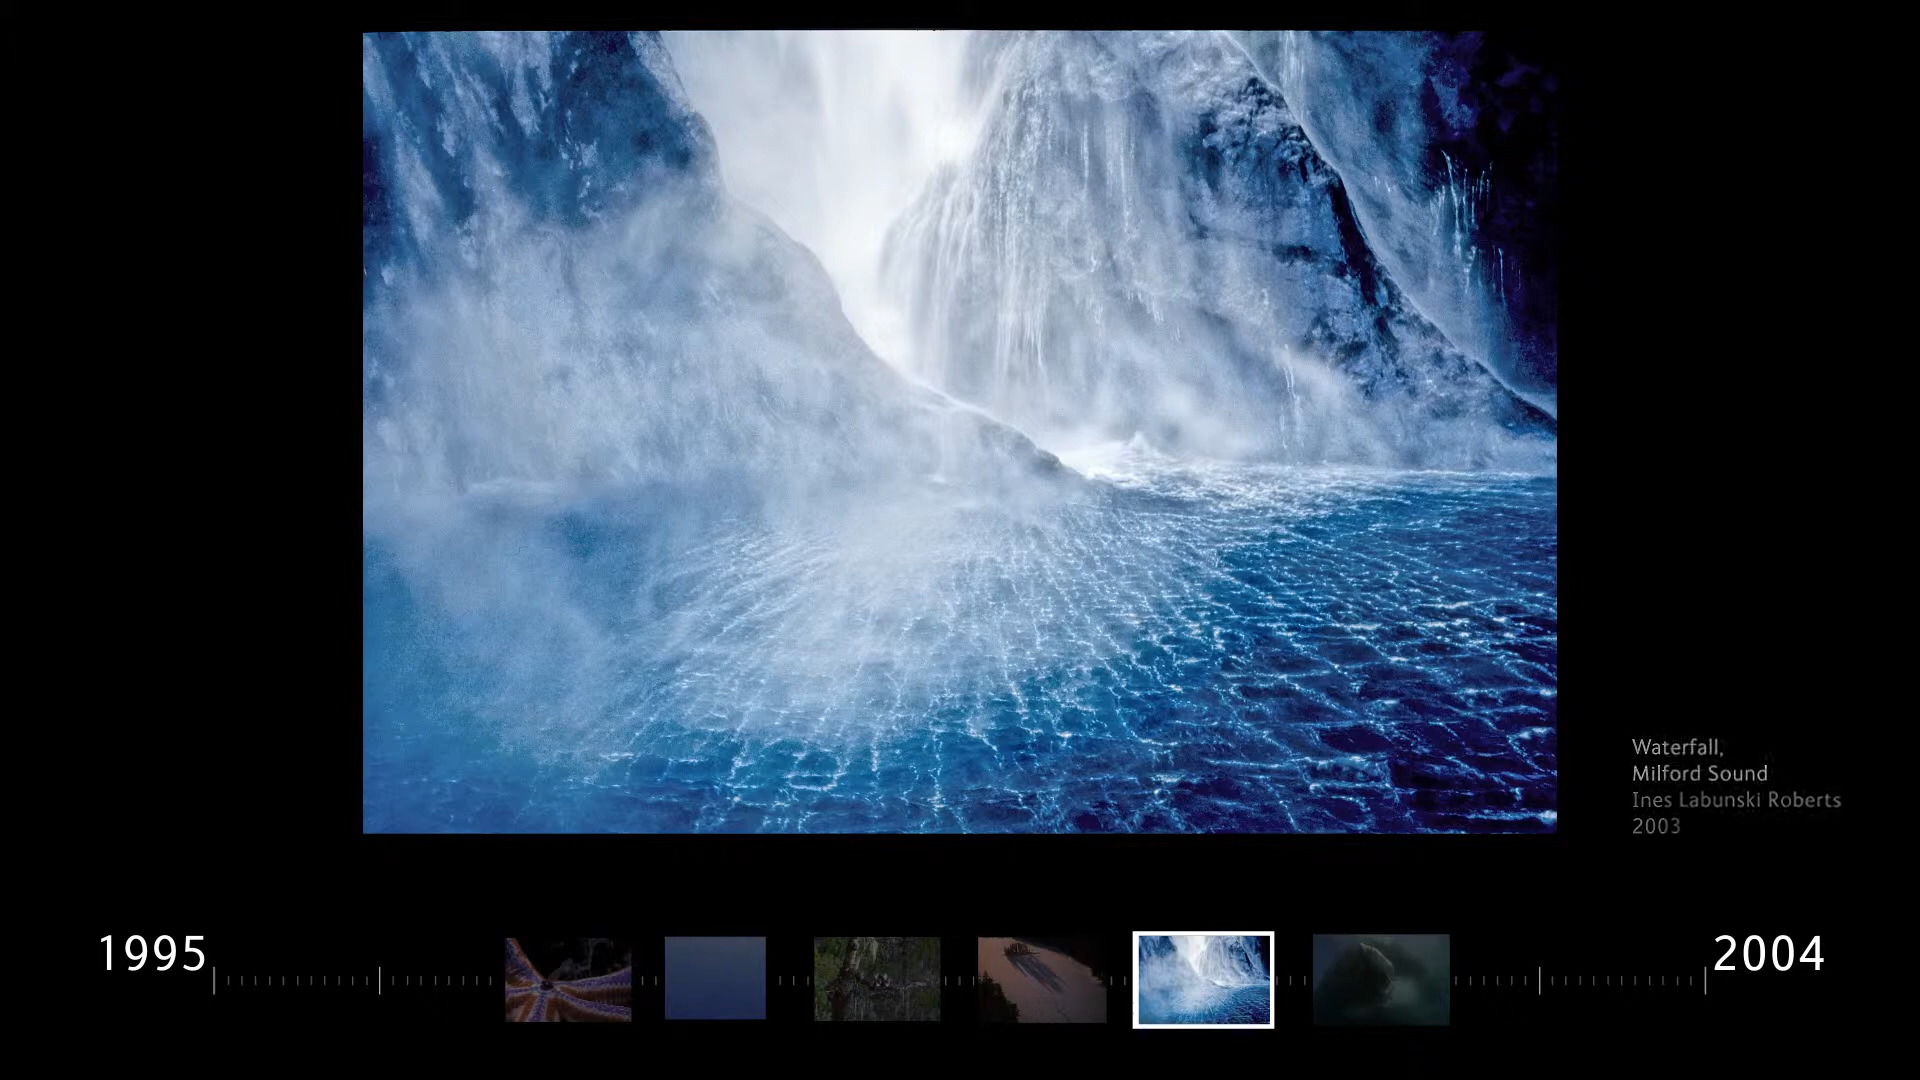 Waterfall,
Milford Sound
Ines Labunski Roberts
2003
1995
2004